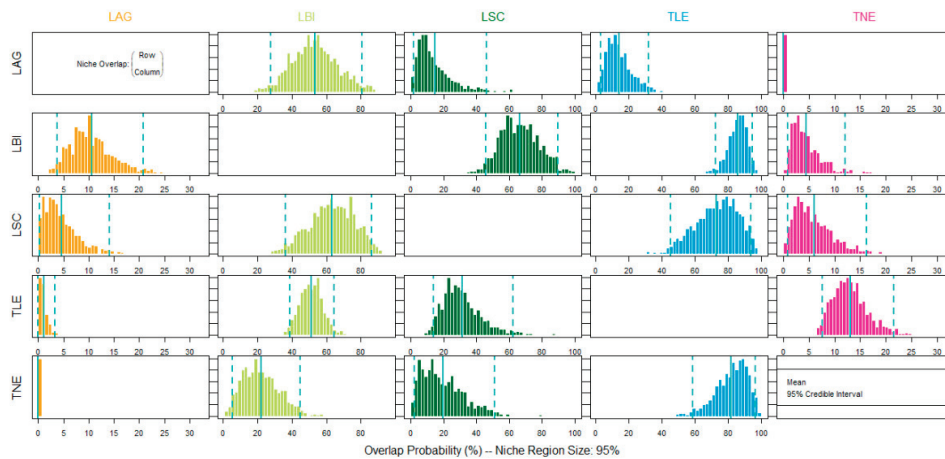 LAG LBI LSC TLE TNE
LAG
Niche Overlap: Row
Column
20 40 60 80
0 20 40 60 80 100
0 20 40 60 80 100
0 5 10 15 20 25 30
LBI
0 5 10 15 20 25 30
0 20 40 60 80 100
0 20 40 60 80 100
0 5 10 15 20 25 30
LSC
0 5 10 15 20 25 30
0 20 40 60 80
0 20 40 60 80 100
0 5 10 15 20 25 30
TLE
0 5 10 15 20 25 30
0 20 40 60 80
0 20 40 60 80 100
0 5 10 15 20 25 30
TNE
0 5 10 15 20 25 30
0 20 40 60 80
0 20 40 60 80 100
0 20 40 60 80 100
Mean
95% Credible Interval
Overlap Probability (%) -- Niche Region Size: 95%